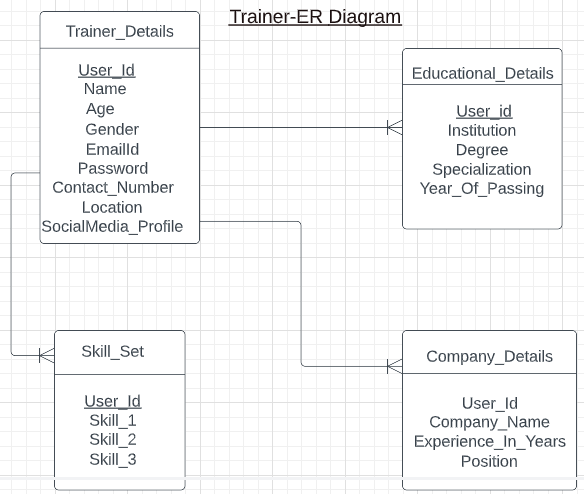 Trainer-ER Diagram
Trainer_Details
User_Id
Name
Age
Gender
EmailId
Password
Contact_Number
Location
SocialMedia_Profile
Educational_Details
User_id
Institution
Degree
Specialization
Year_Of_Passing
Skill_Set
User_Id
Skill_1
Skill_2
Skill_3
Company_Details
User_Id
Company_Name
Experience_In_Years
Position